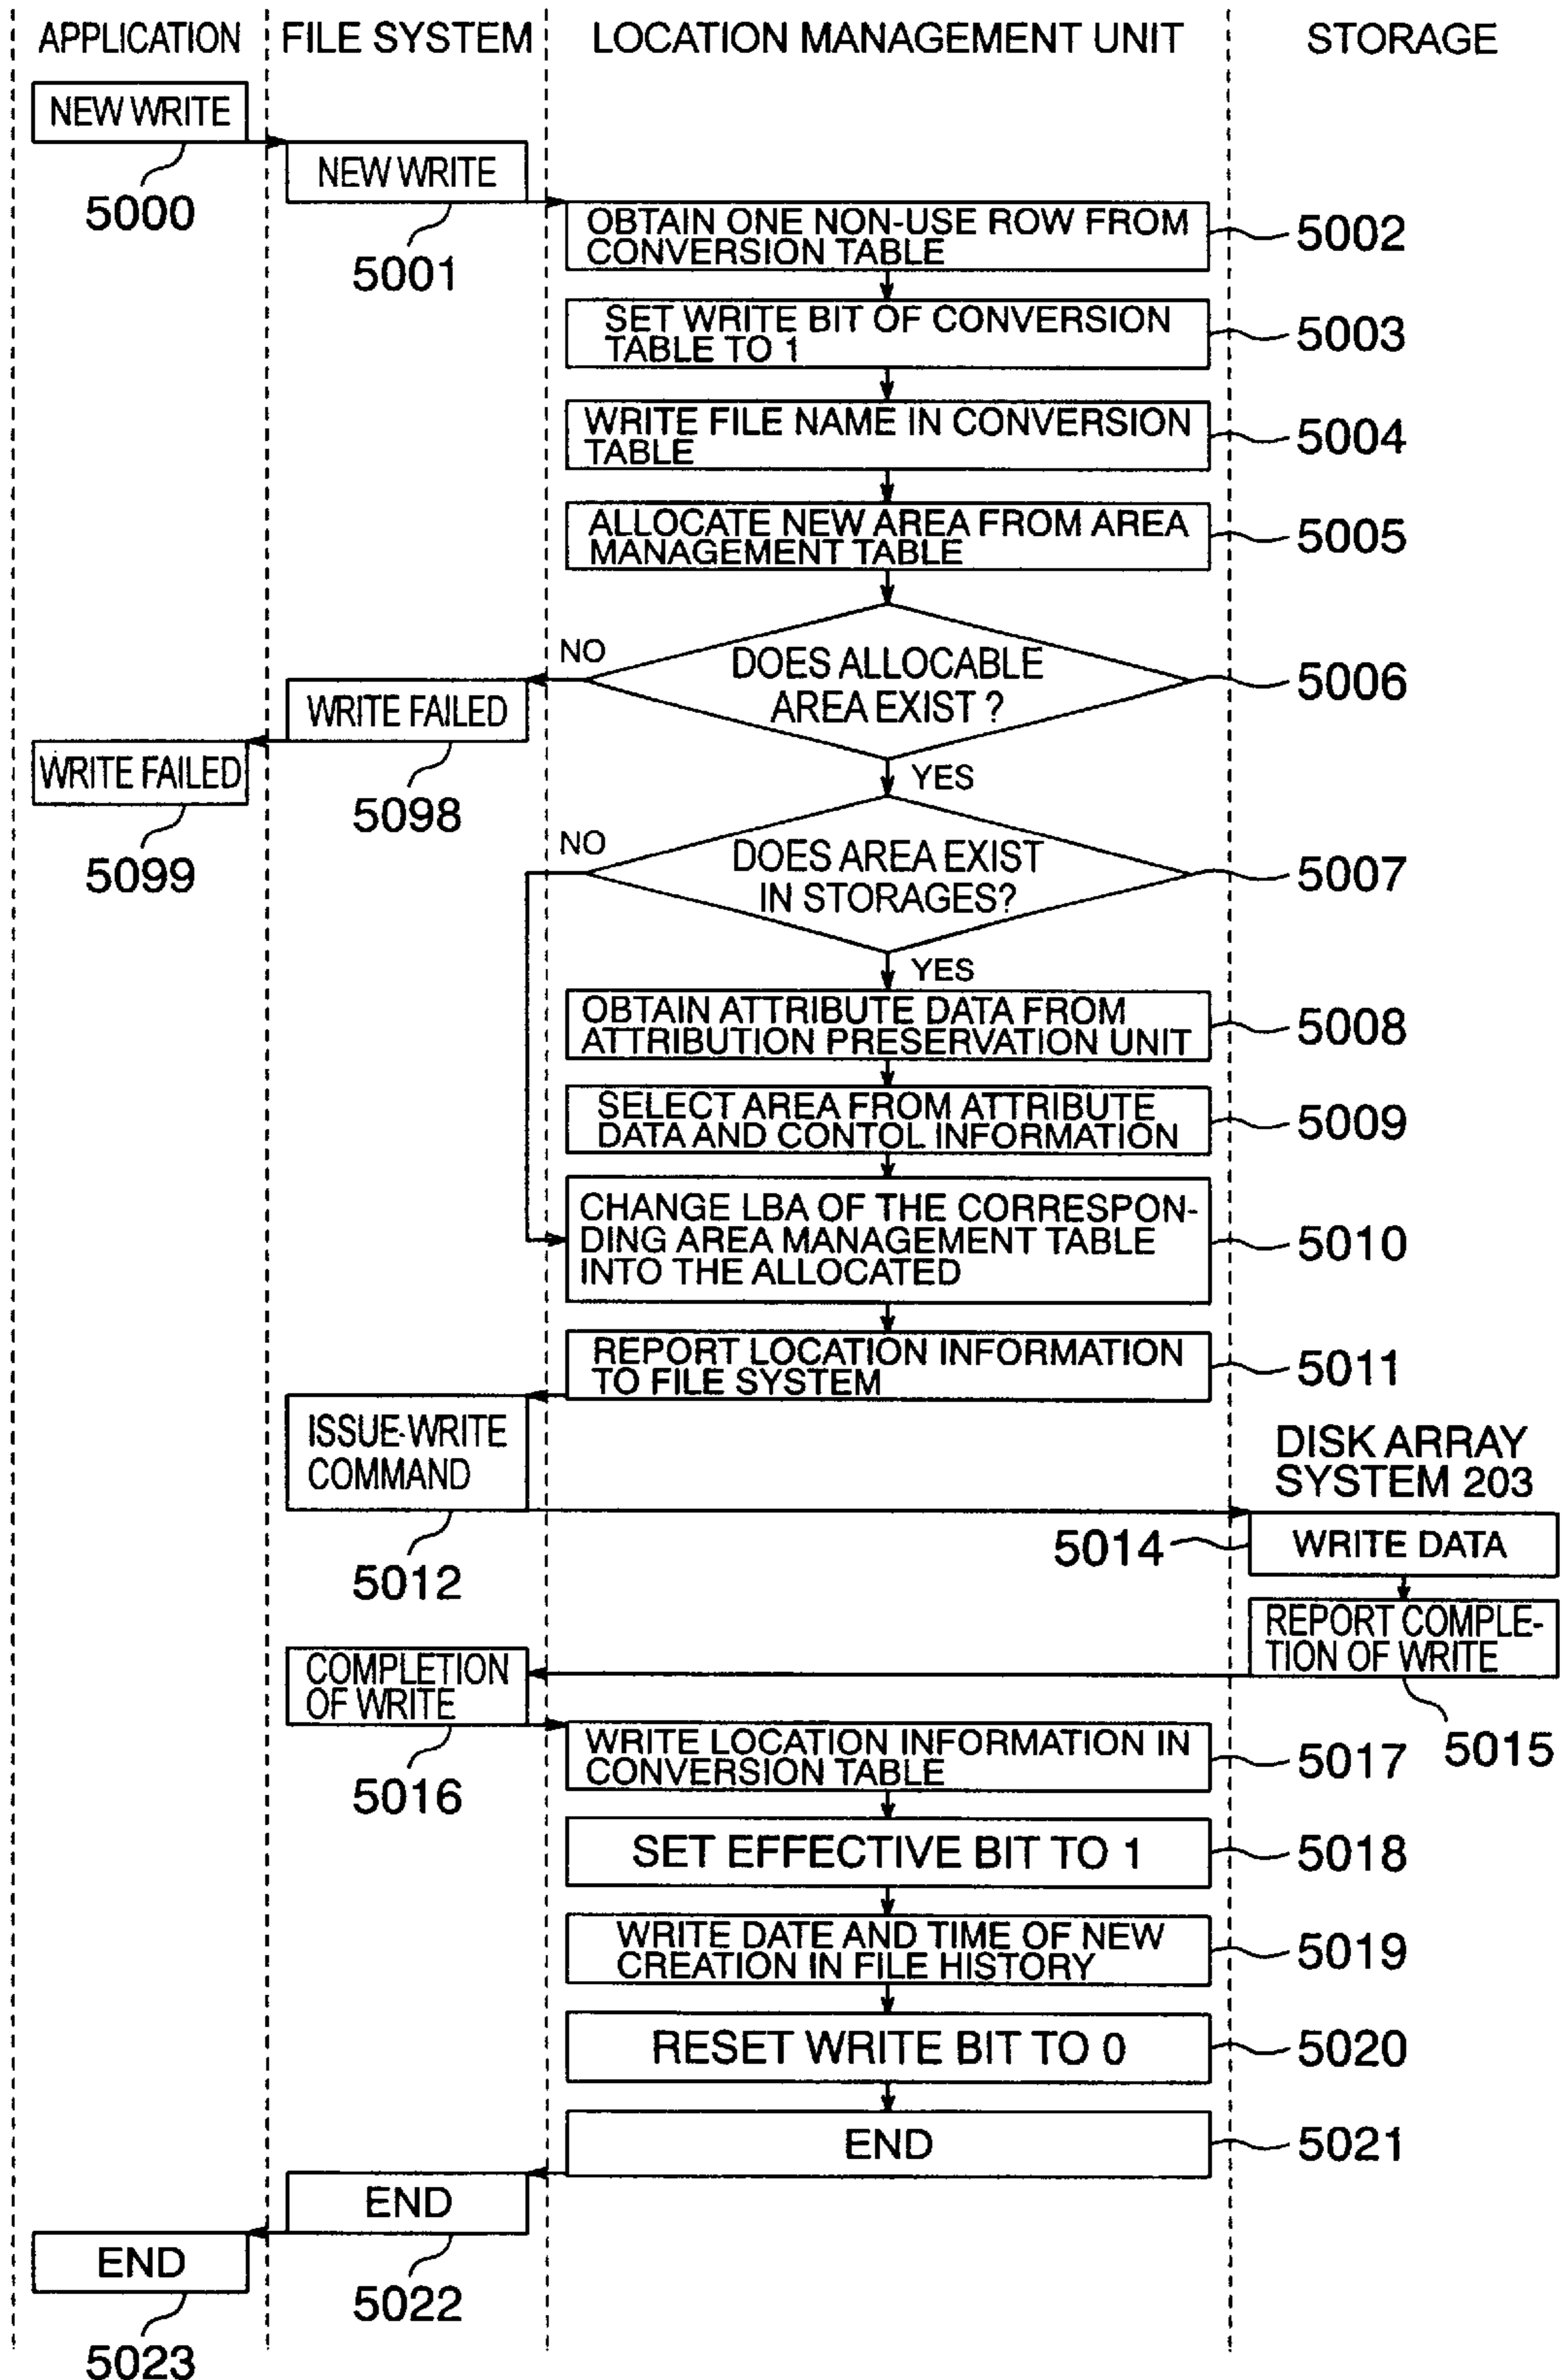 APPLICATION
FILE SYSTEM
LOCATION MANAGEMENT UNIT
STORAGE
NEW WRITE
5000
NEW WRITE
5001
OBTAIN ONE NON-USE ROW FROM
CONVERSION TABLE
5002
SET WRITE BIT OF CONVERSION
TABLE TO 1
5003
WRITE FILE NAME IN CONVERSION
TABLE
5004
ALLOCATE NEW AREA FROM AREA
MANAGEMENT TABLE
5005
NO
DOES ALLOCABLE
AREA EXIST ?
5006
WRITE FAILED
5098
WRITE FAILED
5099
YES
NO
DOES AREA EXIST
IN STORAGES?
5007
YES
OBTAIN ATTRIBUTE DATA FROM
ATTRIBUTION PRESERVATION UNIT
5008
SELECT AREA FROM ATTRIBUTE
DATA AND CONTOL INFORMATION
5009
CHANGE LBA OF THE CORRESPON-
DING AREA MANAGEMENT TABLE
INTO THE ALLOCATED
5010
REPORT LOCATION INFORMATION
TO FILE SYSTEM
5011
ISSUE-WRITE
COMMAND
5012
DISK ARRAY
SYSTEM 203
5014
WRITE DATA
REPORT COMPLE-
TION OF WRITE
5015
COMPLETION
OF WRITE
5016
WRITE LOCATION INFORMATION IN
CONVERSION TABLE
5017
SET EFFECTIVE BIT TO 1
5018
WRITE DATE AND TIME OF NEW
CREATION IN FILE HISTORY
5019
RESET WRITE BIT TO 0
5020
END
5021
END
5022
END
5023